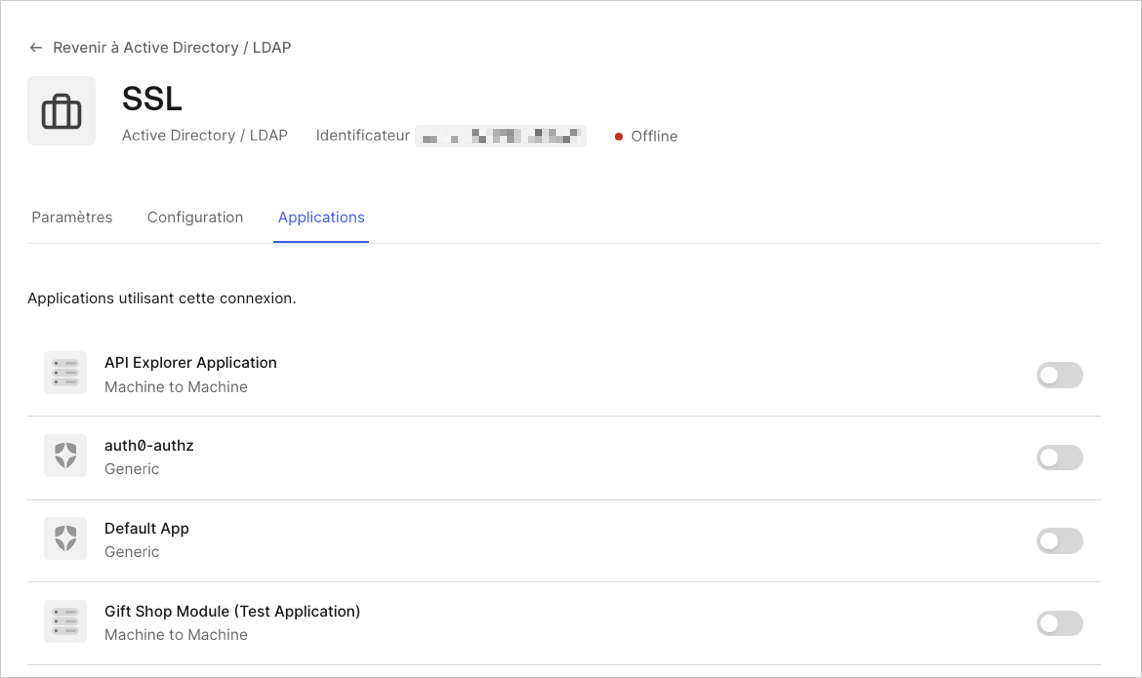 ← Revenir à Active Directory / LDAP
SSL
Active Directory / LDAP Identificateur Offline
Paramètres Configuration Applications
Applications utilisant cette connexion.
API Explorer Application
Machine to Machine
auth0-authz
Generic
Default App
Generic
Gift Shop Module (Test Application)
Machine to Machine